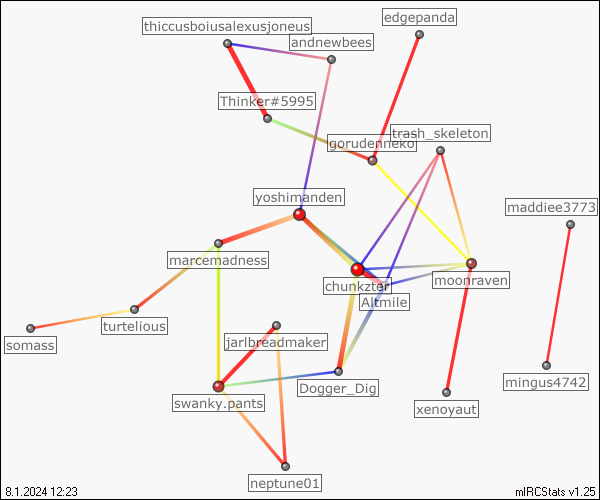 edgepanda
thiccusboiusalexusjoneus
andnewbees
Thinker#5995
trash_skeleton
gorudenneko
yoshimanden
maddiee3773
marcemadness
chunkzter
moonraven
Altmile
turtelious
somass
jarlbreadmaker
Dogger_Dig
mingus4742
swanky.pants
xenoyaut
neptune01
8.1.2024 12:23
mIRCStats v1.25